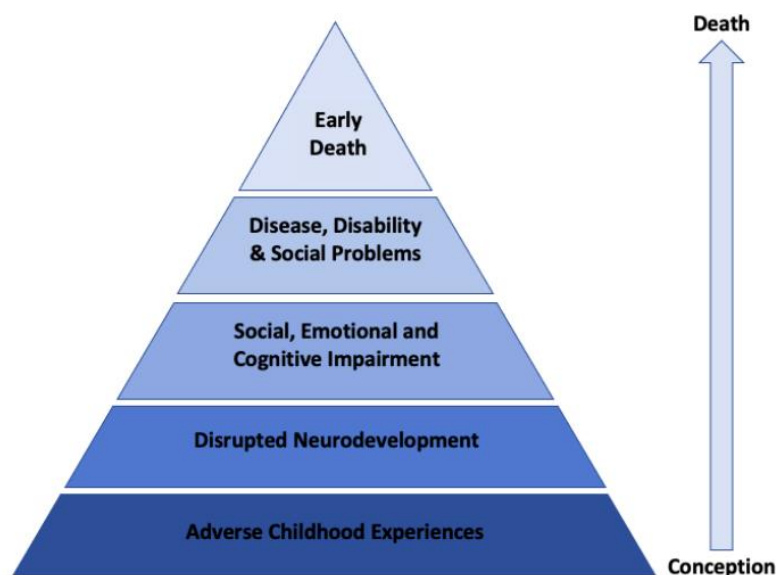 Death
Early
Death
Disease, Disability
& Social Problems
Social, Emotional and
Cognitive Impairment
Disrupted Neurodevelopment
Adverse Childhood Experiences
Conception